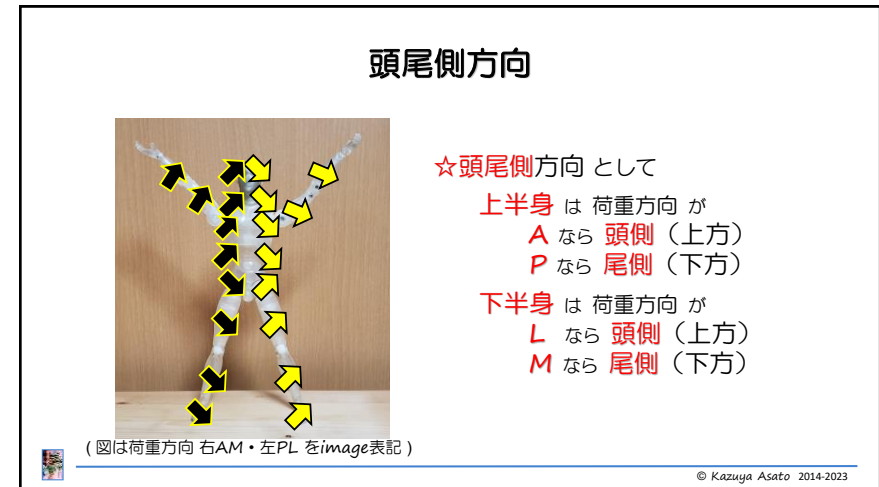 頭尾側方向
☆頭尾側方向 として
上半身 は 荷重方向 が
A なら 頭側（上方）
P なら 尾側（下方）
下半身 は 荷重方向 が
L なら 頭側（上方）
M なら 尾側（下方）
( 図は荷重方向 右AM・左PL をimage表記 )
© Kazuya Asato 2014-2023